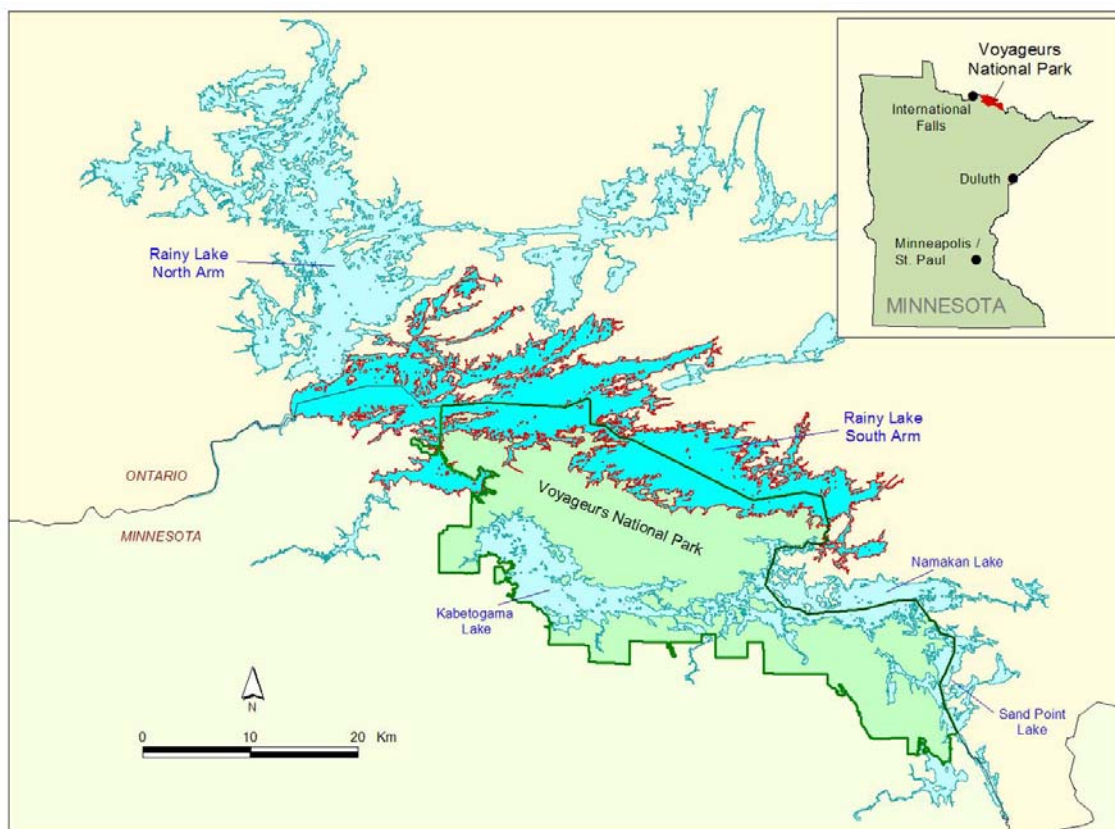 Voyageurs
National Park
International
Falls
Duluth
Minneapolis /
St. Paul
MINNESOTA
Rainy Lake
North Arm
Rainy Lake
South Arm
ONTARIO
MINNESOTA
Voyageurs National Park
Namakan Lake
Kabetogama
Lake
Sand Point
Lake
N
0 10 20 Km